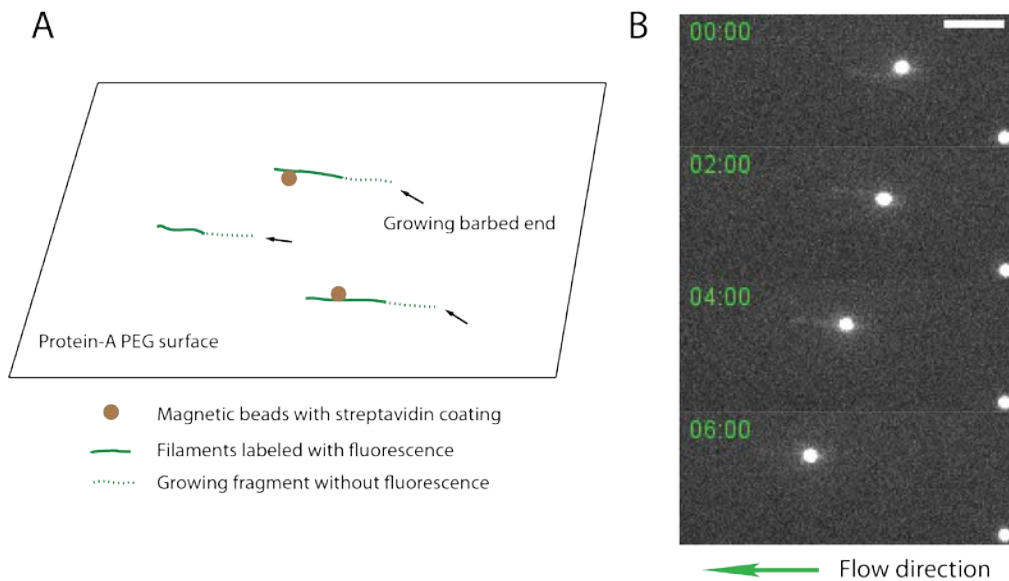 A
Growing barbed end
Protein-A PEG surface
Magnetic beads with streptavidin coating
Filaments labeled with fluorescence
Growing fragment without fluorescence
B
00:00
02:00
04:00
06:00
Flow direction